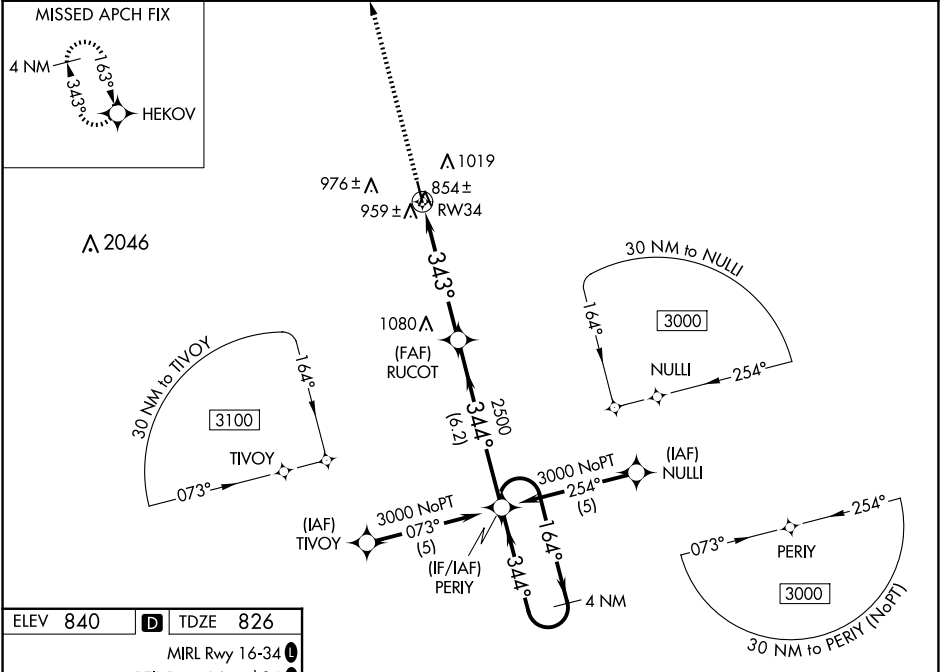 MISSED APCH FIX
4 NM
163°
343°
HEKOV
1019
976±
854±
959±
RW34
2046
343°
30 NM to NULLI
3000
164°
NULLI
254°
1080
(FAF)
RUCOT
30 NM to TIVOY
3100
164°
TIVOY
073°
2500
344°
(6.2)
(IAF)
NULLI
3000 NoPT
254°
(5)
(IAF)
TIVOY
3000 NoPT
073°
(5)
(IF/IAF)
PERIY
344°
164°
4 NM
073°
254°
PERIY
3000
30 NM to PERIY (NoPT)
ELEV 840
D
TDZE 826
MIRL Rwy 16-34 L